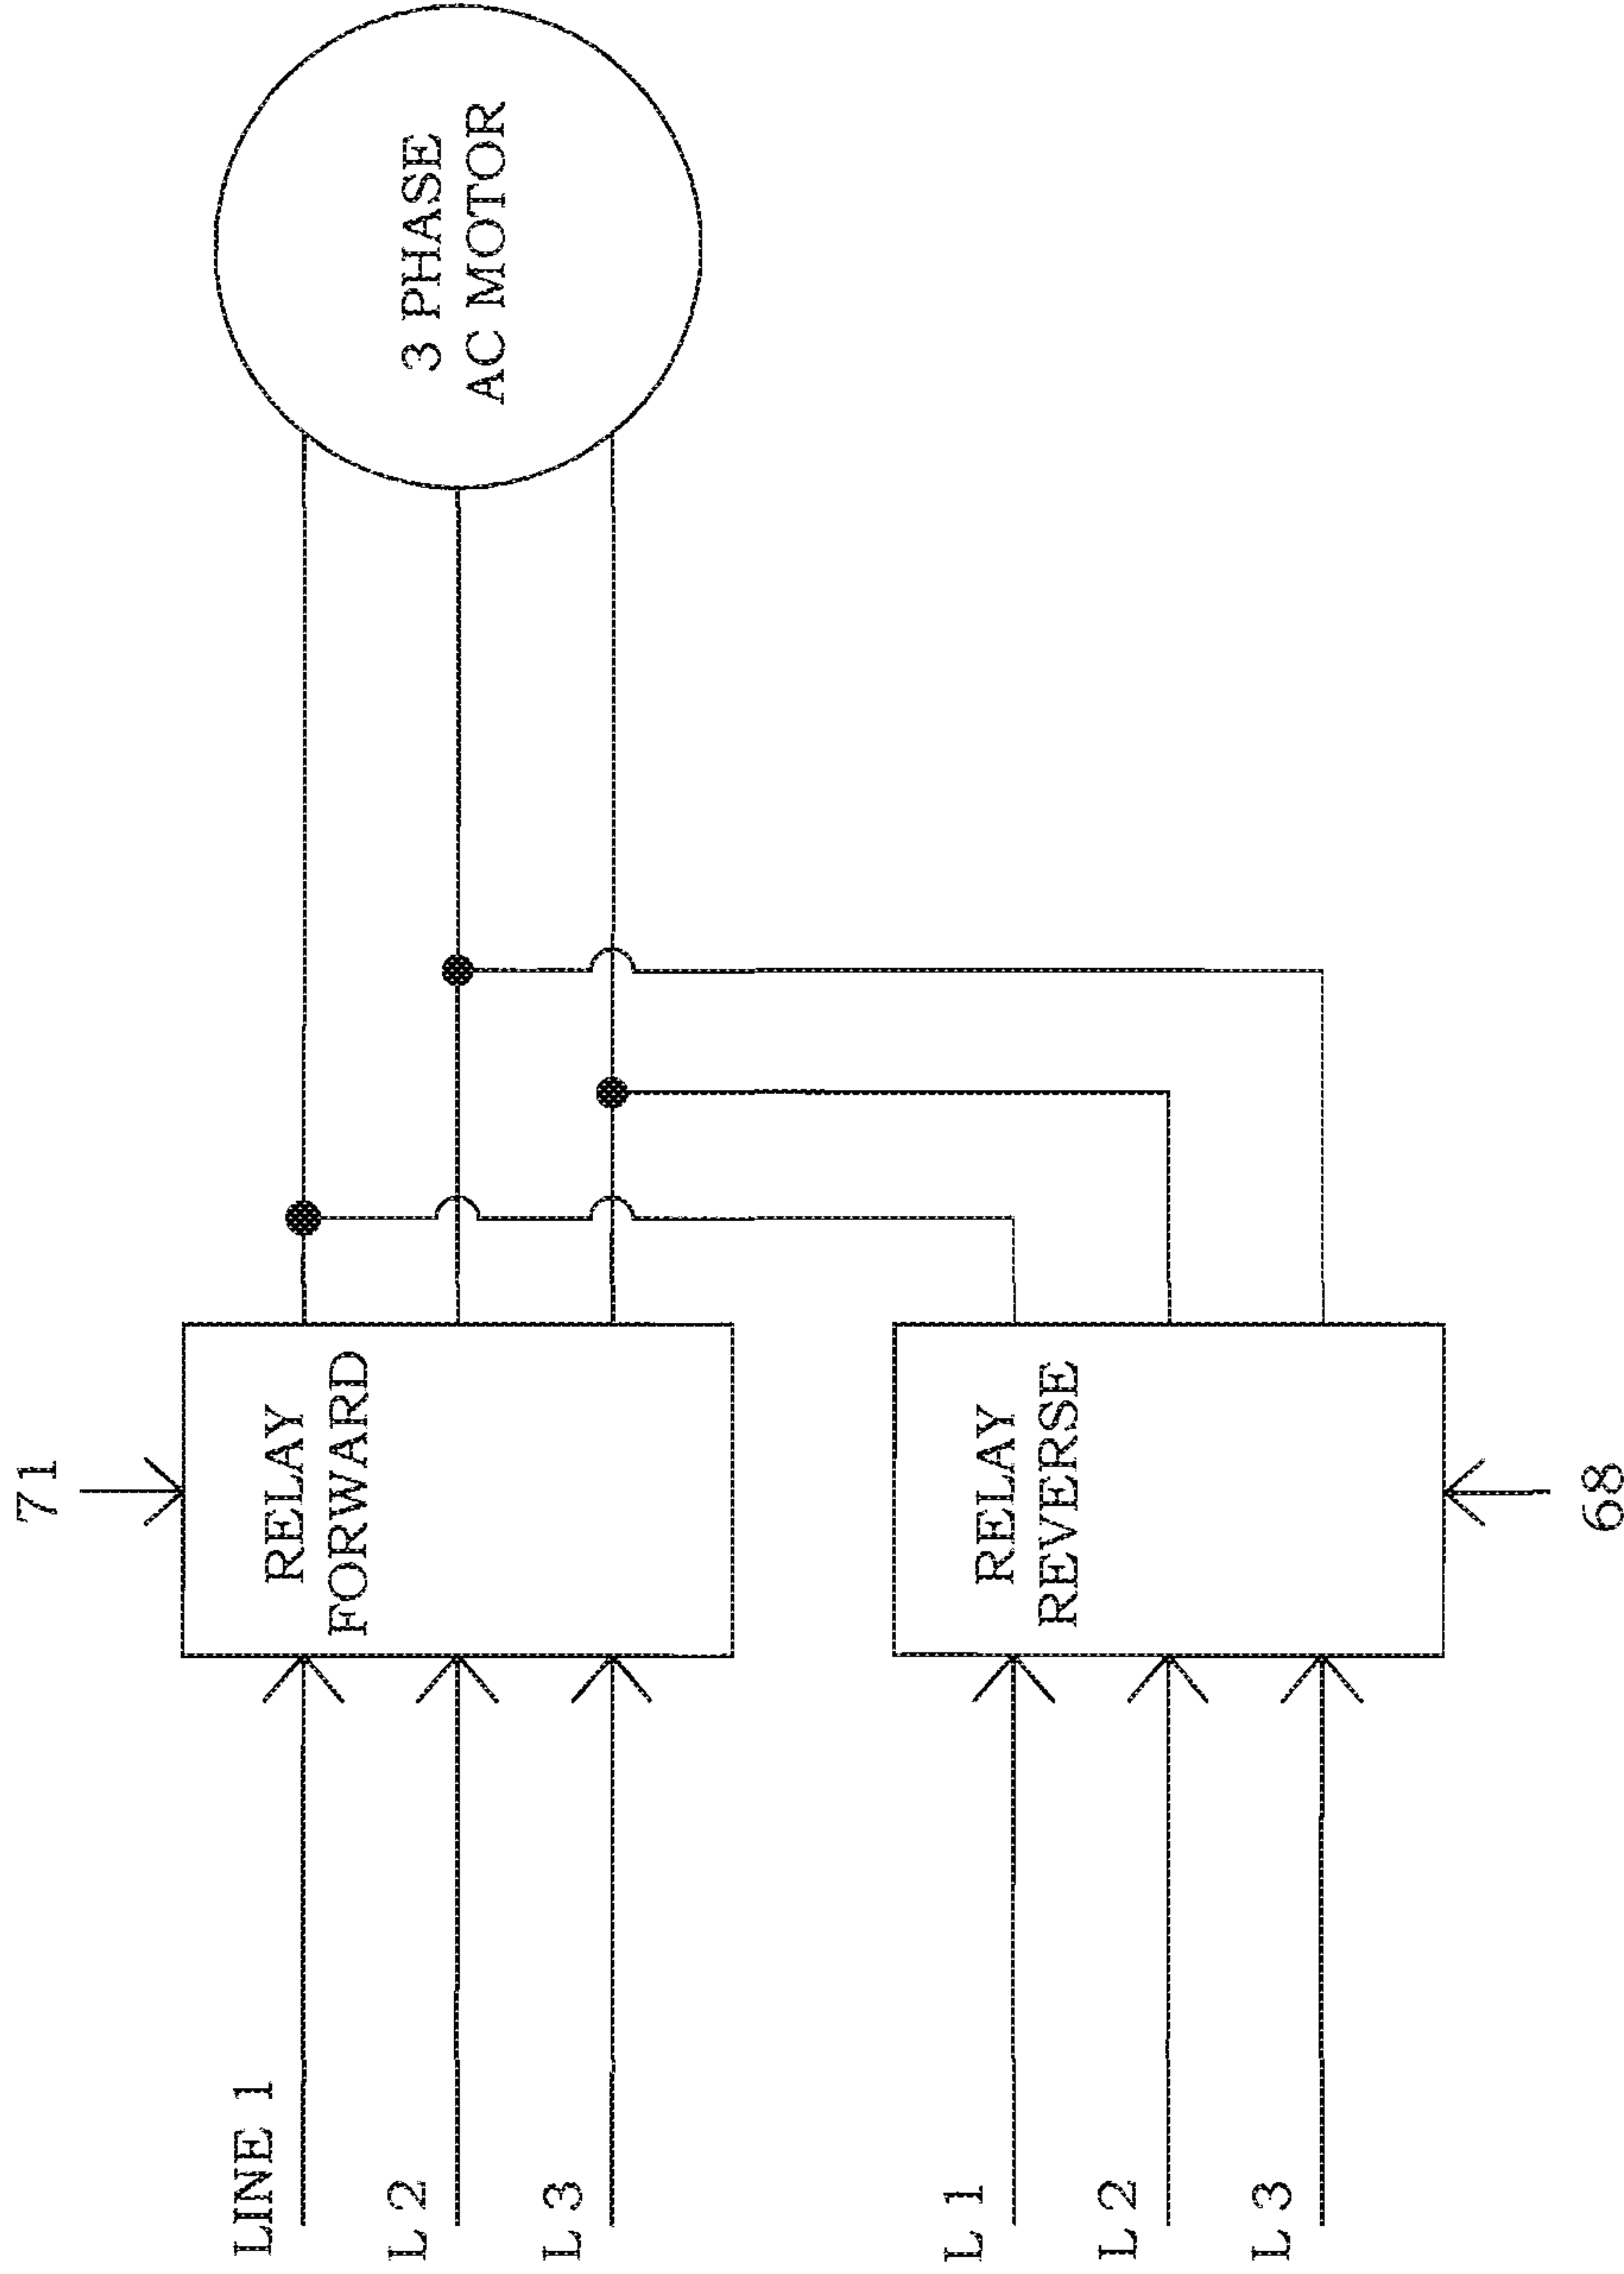 71
LINE 1
RELAY
FORWARD
L 2
L 3
3 PHASE
AC MOTOR
L 1
RELAY
REVERSE
L 2
L 3
68